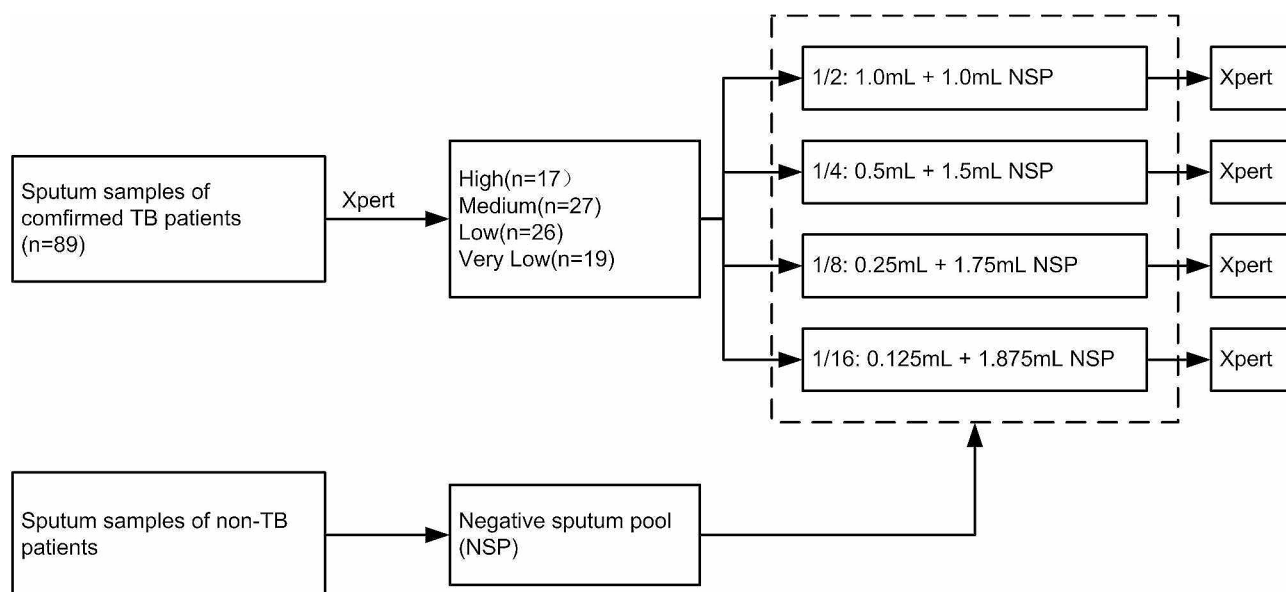 Sputum samples of
comfirmed TB patients
(n=89)
Xpert
High(n=17）
Medium(n=27)
Low(n=26)
Very Low(n=19)
1/2: 1.0mL + 1.0mL NSP
Xpert
1/4: 0.5mL + 1.5mL NSP
Xpert
1/8: 0.25mL + 1.75mL NSP
Xpert
1/16: 0.125mL + 1.875mL NSP
Xpert
Sputum samples of non-TB
patients
Negative sputum pool
(NSP)